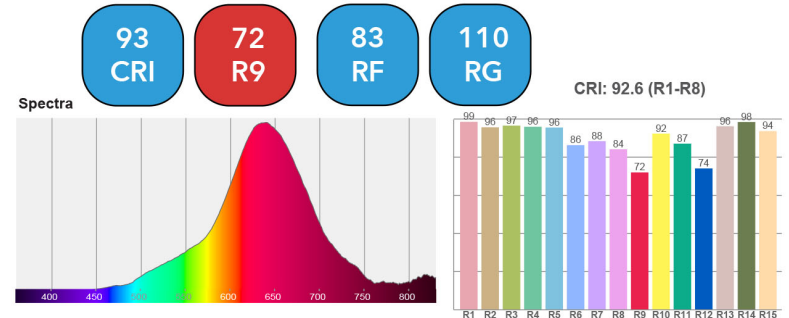 93
CRI
72
R9
83
RF
110
RG
CRI: 92.6 (R1-R8)
Spectra
99 96 97 96 96 86 88 84 72 92 87 74 96 98 94
400 450 500 550 600 650 700 750 800
R1 R2 R3 R4 R5 R6 R7 R8 R9 R10 R11 R12 R13 R14 R15